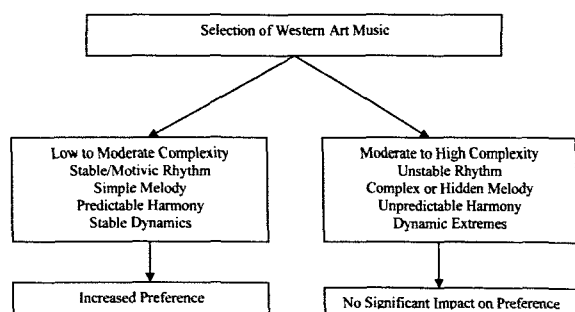 Selection of Western Art Music
Low to Moderate Complexity
Stable/Motivic Rhythm
Simple Melody
Predictable Harmony
Stable Dynamics
Moderate to High Complexity
Unstable Rhythm
Complex or Hidden Melody
Unpredictable Harmony
Dynamic Extremes
Increased Preference
No Significant Impact on Preference